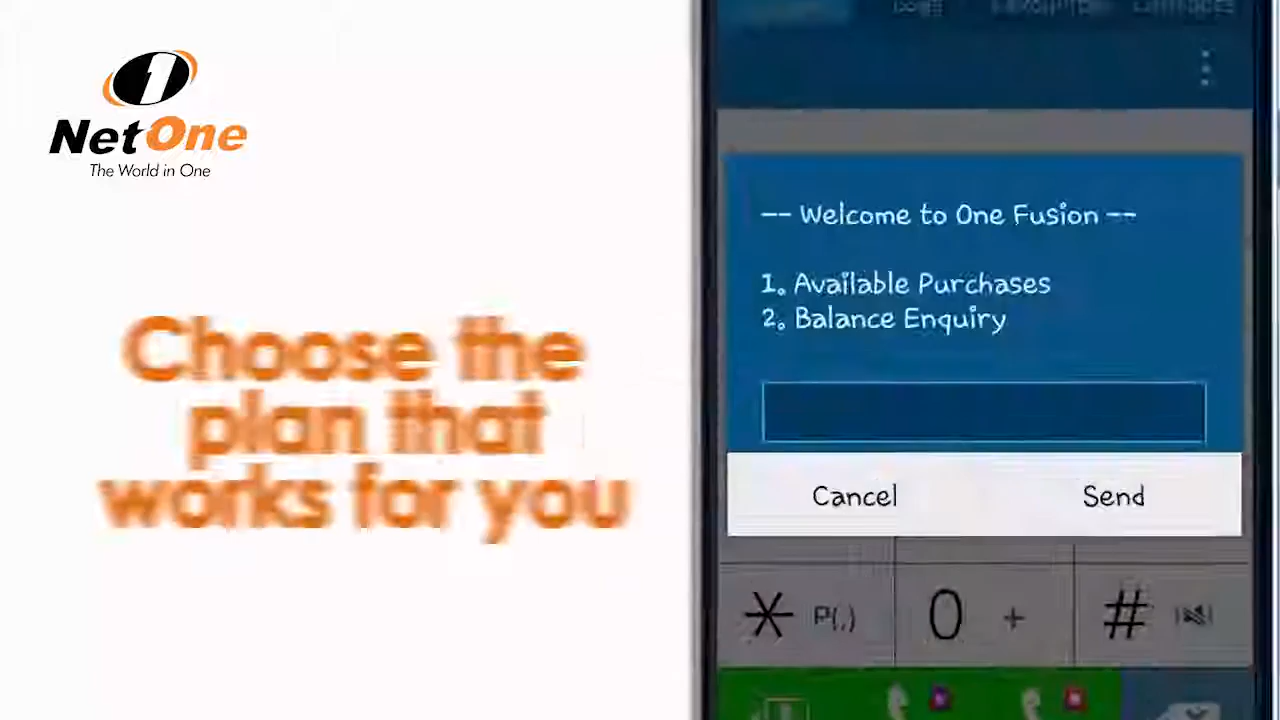 1
NetOne
The World in One
Choose the
plan that
works for you
-- Welcome to One Fusion --
1. Available Purchases
2. Balance Enquiry
Cancel
Send
* P(,)
0 +
#